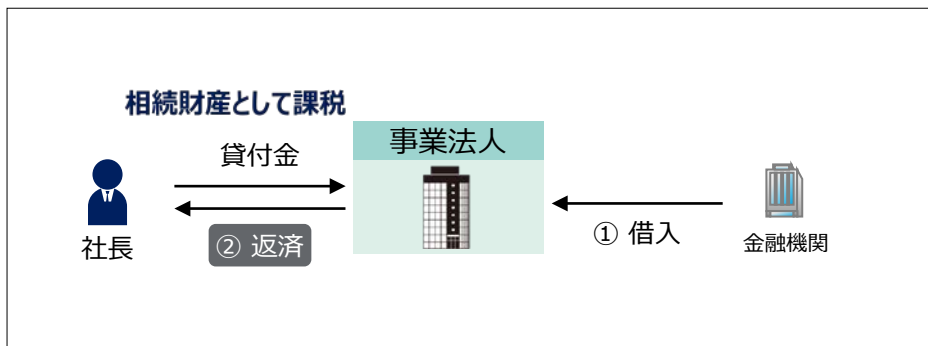 相続財産として課税
貸付金
事業法人
社長
② 返済
① 借入
金融機関